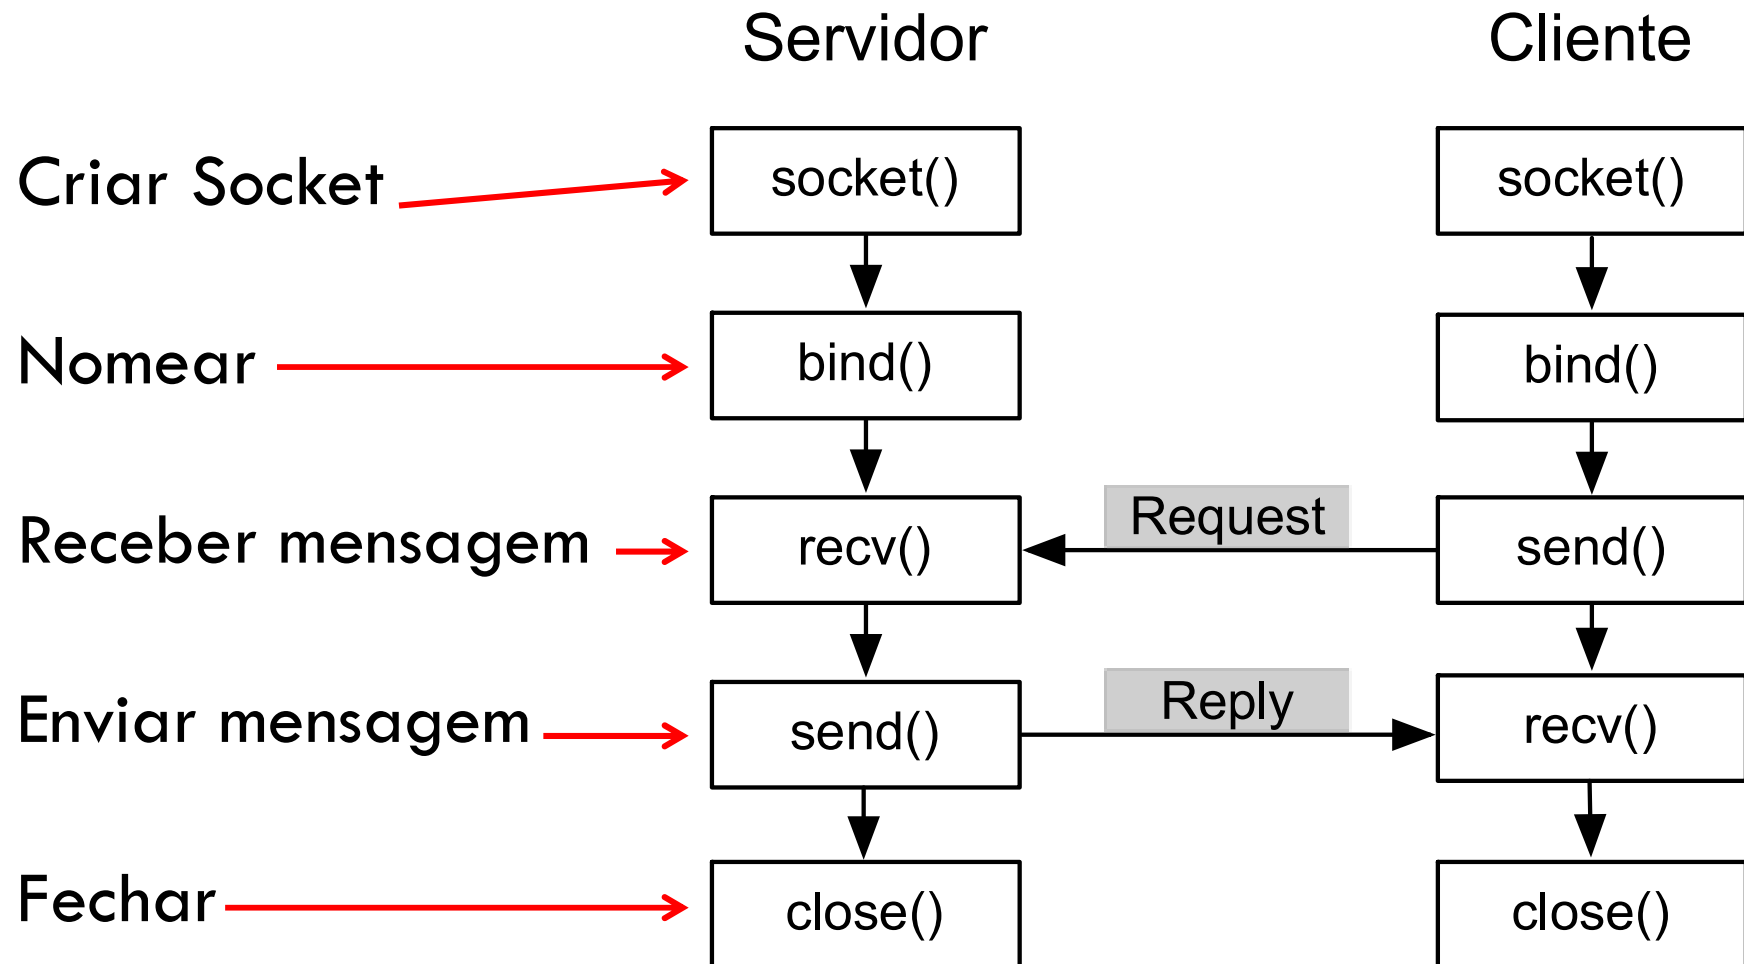 Servidor
Cliente
Criar Socket
socket()
socket()
Nomear
bind()
bind()
Receber mensagem
recv()
Request
send()
Enviar mensagem
send()
Reply
recv()
Fechar
close()
close()